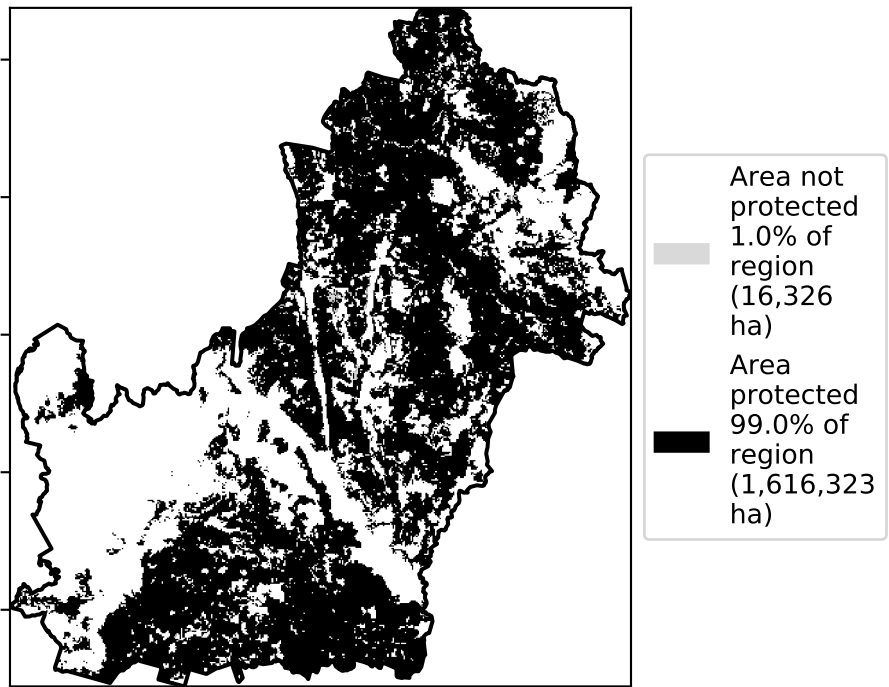 Area not
protected
1.0% of
region
(16,326
ha)
Area
protected
99.0% of
region
(1,616,323
ha)